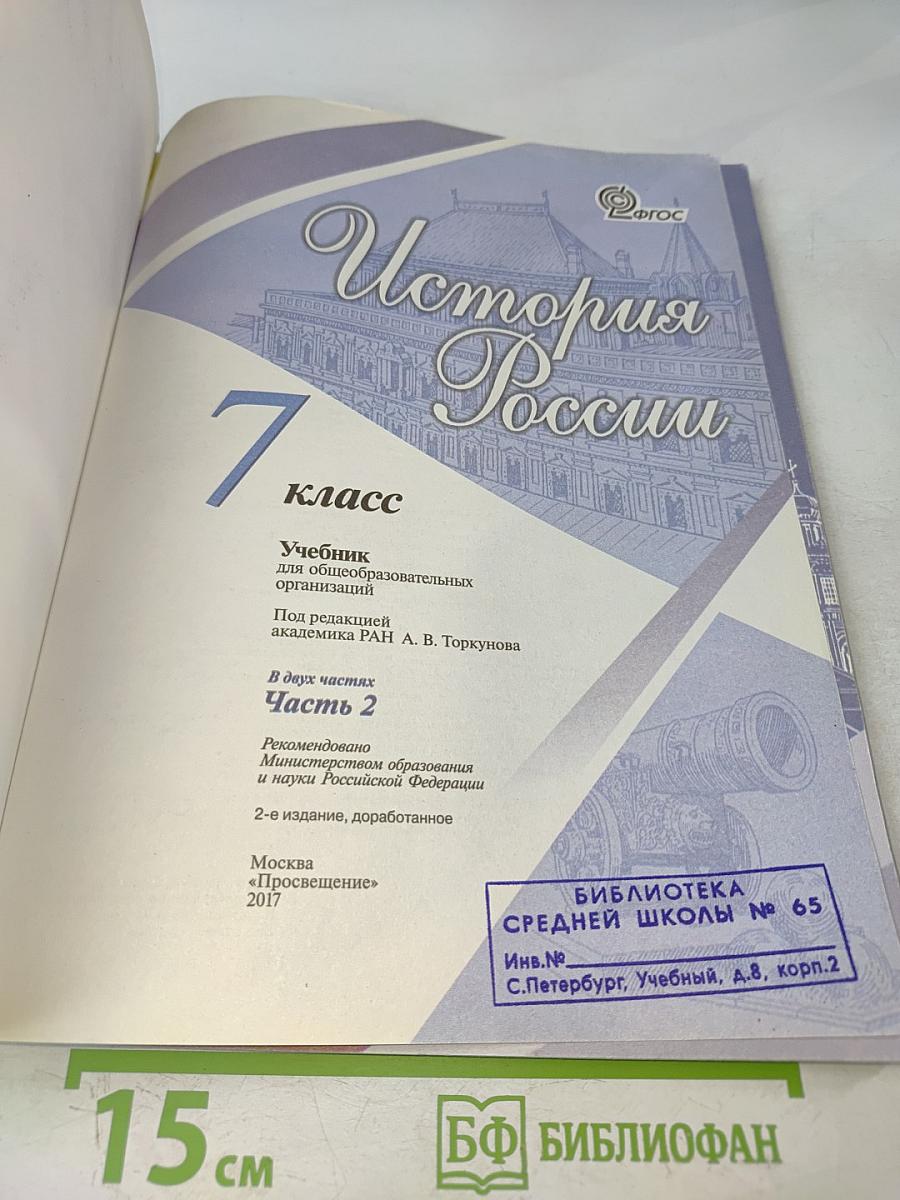 ФГОС
История
России
7 класс
Учебник
для общеобразовательных
организаций
Под редакцией
академика РАН А. В. Торкунова
В двух частях
Часть 2
Рекомендовано
Министерством образования
и науки Российской Федерации
2-е издание, доработанное
Москва
«Просвещение»
2017
БИБЛИОТЕКА
СРЕДНЕЙ ШКОЛЫ № 65
Инв.№
С.Петербург, Учебный, д.8, корп.2
15 см
БФ БИБЛИОФАН